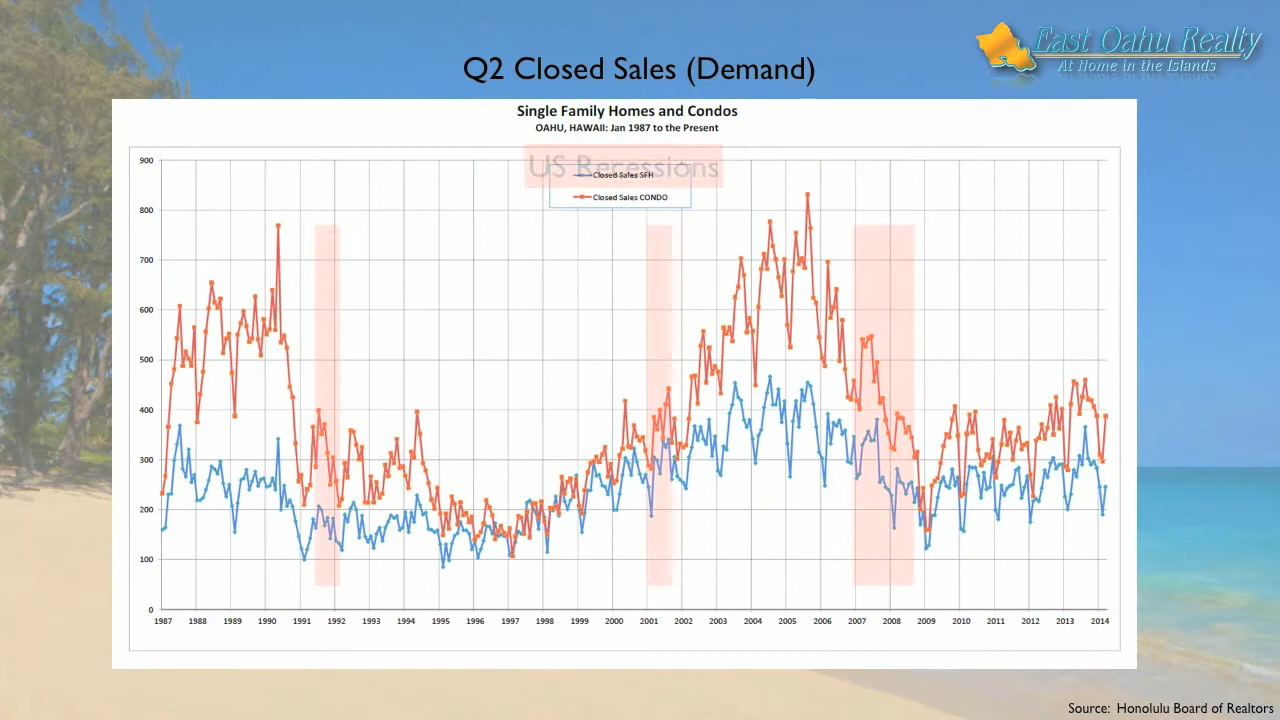 East Oahu Realty
At Home in the Islands
Q2 Closed Sales (Demand)
Single Family Homes and Condos
OAHU, HAWAII: Jan 1987 to the Present
US Recessions
Closed Sales SFH
Closed Sales CONDO
900
800
700
600
500
400
300
200
100
0
1987 1988 1989 1990 1991 1992 1993 1994 1995 1996 1997 1998 1999 2000 2001 2002 2003 2004 2005 2006 2007 2008 2009 2010 2011 2012 2013 2014
Source: Honolulu Board of Realtors